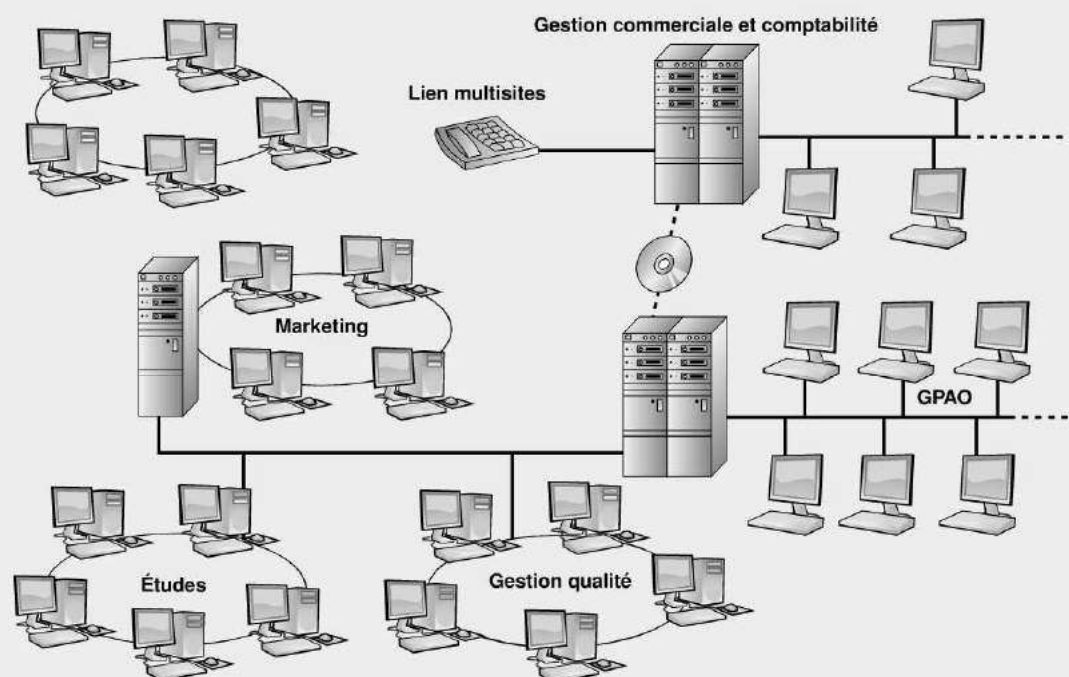 Gestion commerciale et comptabilité
Lien multisites
Marketing
GPAO
Études
Gestion qualité